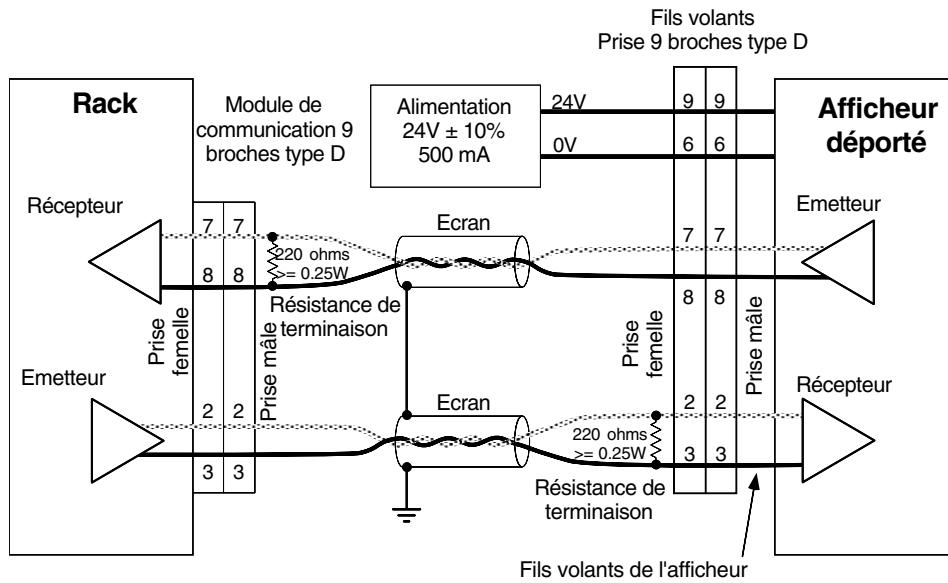 Fils volants
Prise 9 broches type D
Rack
Module de
communication 9
broches type D
Alimentation
24V ± 10%
500 mA
24V
0V
9 9
6 6
Afficheur
déporté
Récepteur
7 7
8 8
220 ohms
>= 0.25W
Résistance de
terminaison
Ecran
7 7
8 8
Emetteur
Prise
femelle
Prise mâle
Prise
femelle
Prise mâle
Emetteur
2 2
3 3
Ecran
220 ohms
>= 0.25W
Résistance de
terminaison
2 2
3 3
Récepteur
Fils volants de l'afficheur